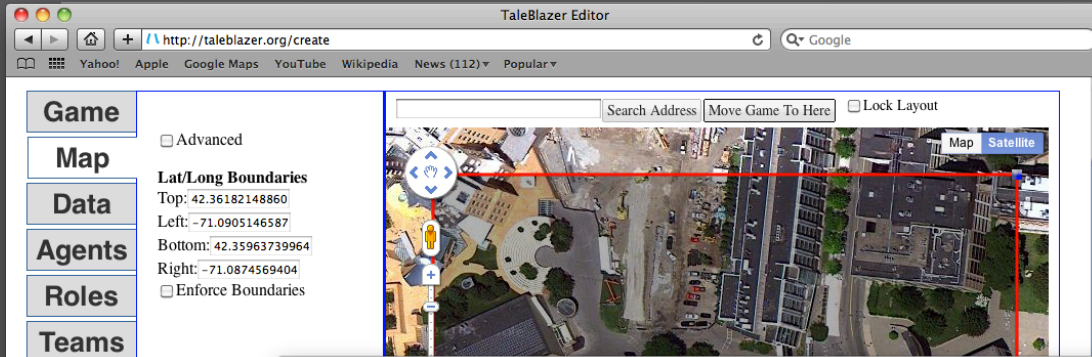 TaleBlazer Editor
http://taleblazer.org/create
Google
Yahoo! Apple Google Maps YouTube Wikipedia News (112) Popular
Game
Map
Data
Agents
Roles
Teams
Advanced
Lat/Long Boundaries
Top: 42.36182148860
Left: -71.0905146587
Bottom: 42.35963739964
Right: -71.0874569404
Enforce Boundaries
Search Address Move Game To Here Lock Layout
Map Satellite